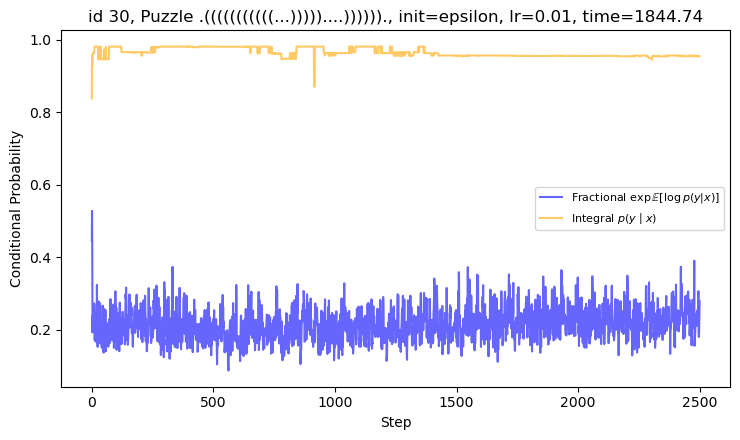 id 30, Puzzle .(((((((((((...)))))....))))))., init=epsilon, lr=0.01, time=1844.74
Conditional Probability
1.0
0.8
0.6
0.4
0.2
Fractional exp𝔼[log p(y|x)]
Integral p(y | x)
0 500 1000 1500 2000 2500
Step